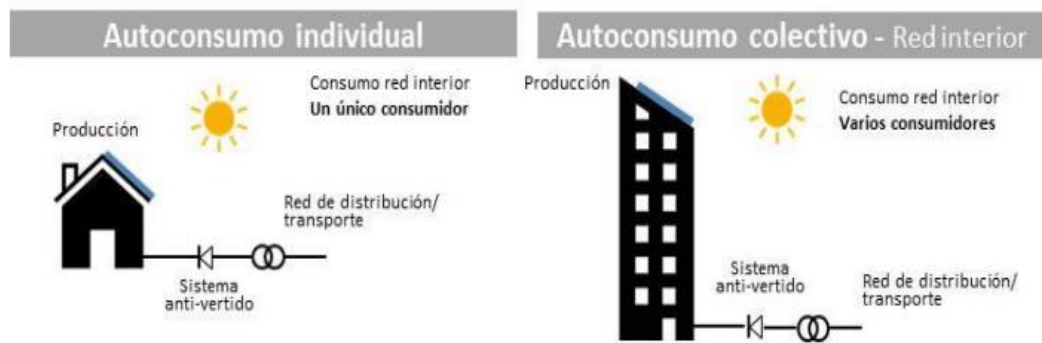 Autoconsumo individual
Consumo red interior
Un único consumidor
Producción
Red de distribución/
transporte
Sistema
anti-vertido
Autoconsumo colectivo - Red interior
Producción
Consumo red interior
Varios consumidores
Sistema
anti-vertido
Red de distribución/
transporte